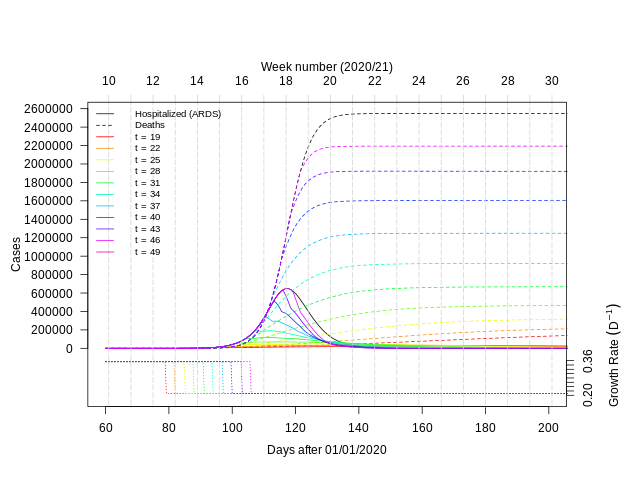 Week number (2020/21)
10 12 14 16 18 20 22 24 26 28 30
2600000
2400000
2200000
2000000
1800000
1600000
1400000
1200000
1000000
800000
600000
400000
200000
0
Cases
Hospitalized (ARDS)
Deaths
t = 19
t = 22
t = 25
t = 28
t = 31
t = 34
t = 37
t = 40
t = 43
t = 46
t = 49
0.36
0.20
Growth Rate (D⁻¹)
60 80 100 120 140 160 180 200
Days after 01/01/2020